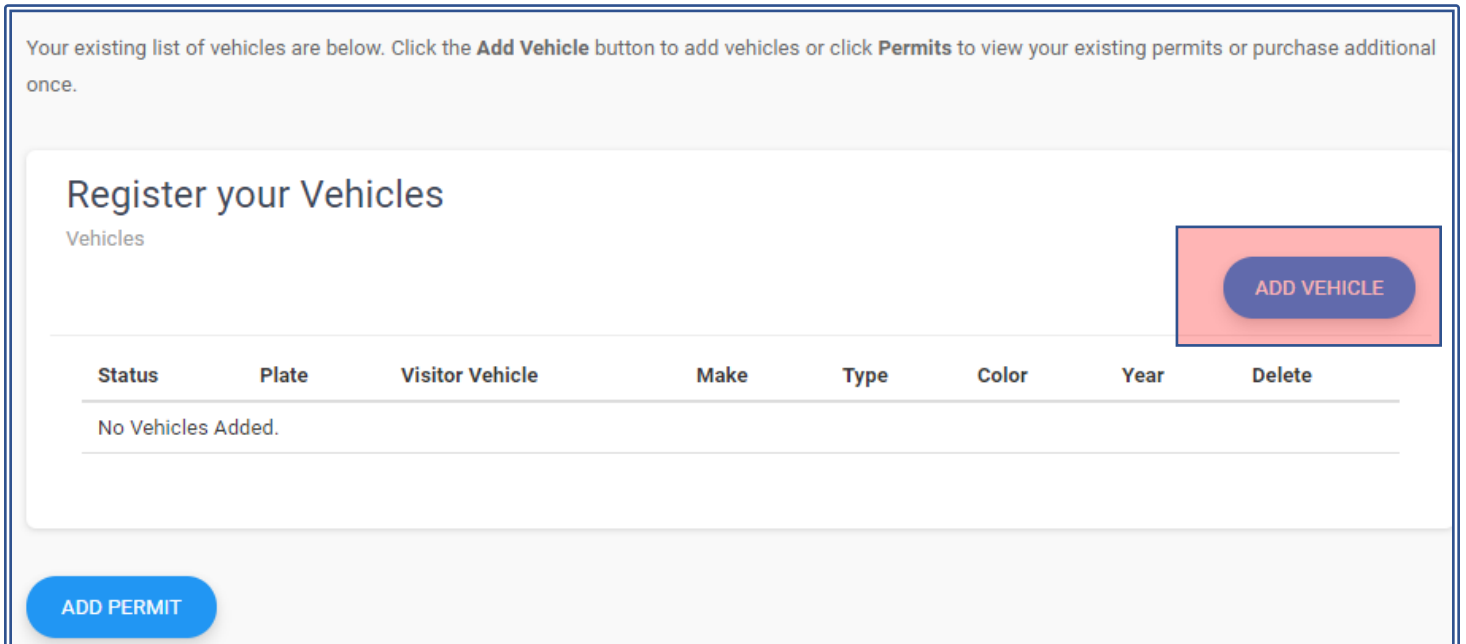 Your existing list of vehicles are below. Click the Add Vehicle button to add vehicles or click Permits to view your existing permits or purchase additional
once.
Register your Vehicles
Vehicles
ADD VEHICLE
Status Plate Visitor Vehicle Make Type Color Year Delete
No Vehicles Added.
ADD PERMIT